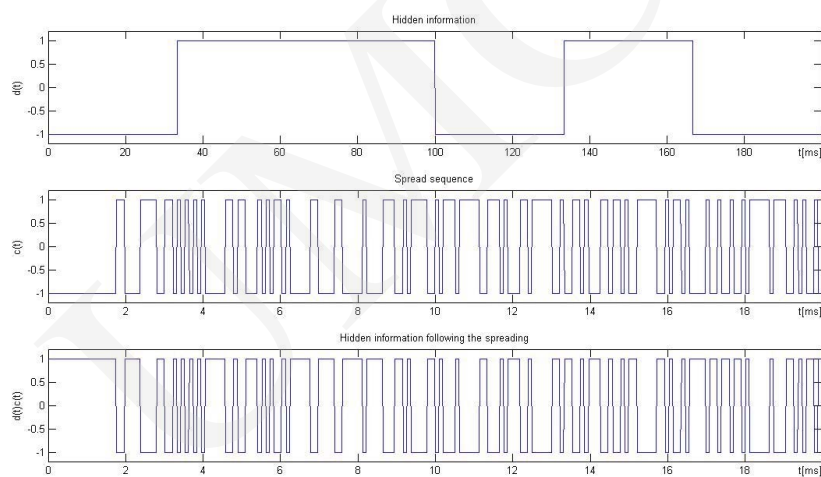 Hidden information
1
0.5
0
-0.5
-1
d(t)
0 20 40 60 80 100 120 140 160 180 t[ms]
Spread sequence
1
0.5
0
-0.5
-1
c(t)
0 2 4 6 8 10 12 14 16 18 t[ms]
Hidden information following the spreading
1
0.5
0
-0.5
-1
d(t)c(t)
0 2 4 6 8 10 12 14 16 18 t[ms]
UMC